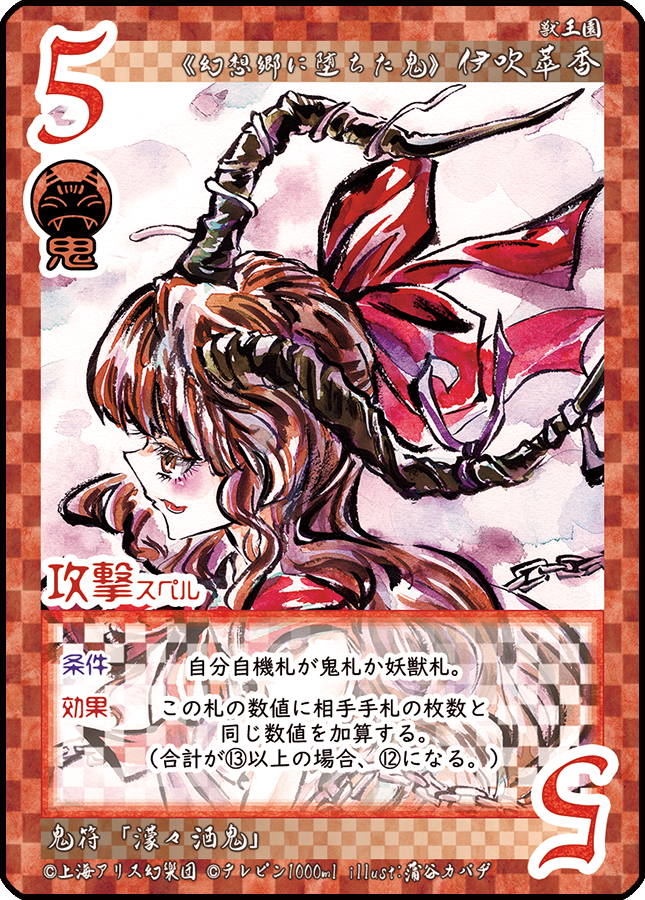 獣王園
5
《幻想郷に堕ちた鬼》 伊吹萃香
鬼
攻撃スペル
条件 自分自機札が鬼札か妖獣札。
効果 この札の数値に相手手札の枚数と
同じ数値を加算する。
(合計が⑬以上の場合、⑫になる。)
5
鬼符「濛々酒鬼」
©上海アリス幻樂団 ©テレピン1000ml illust:蒲谷カバヂ